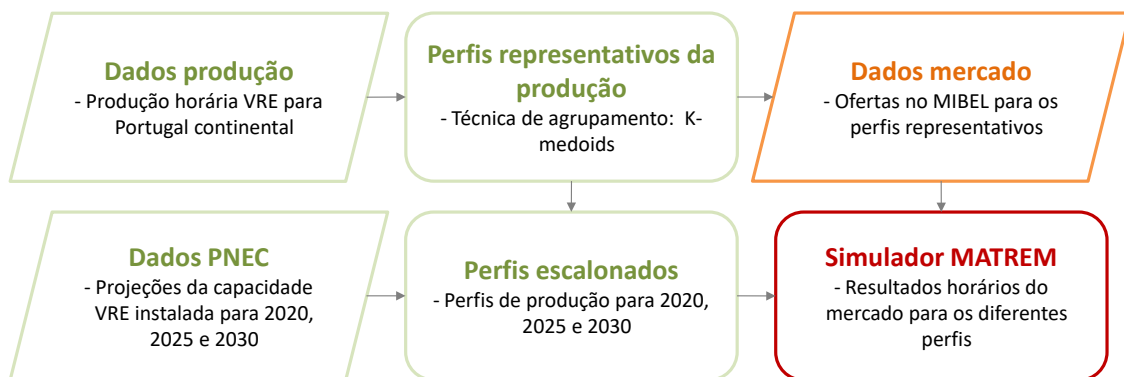 Dados produção
- Produção horária VRE para
Portugal continental
Perfis representativos da
produção
- Técnica de agrupamento: K-
medoids
Dados mercado
- Ofertas no MIBEL para os
perfis representativos
Dados PNEC
- Projeções da capacidade
VRE instalada para 2020,
2025 e 2030
Perfis escalonados
- Perfis de produção para 2020,
2025 e 2030
Simulador MATREM
- Resultados horários do
mercado para os diferentes
perfis